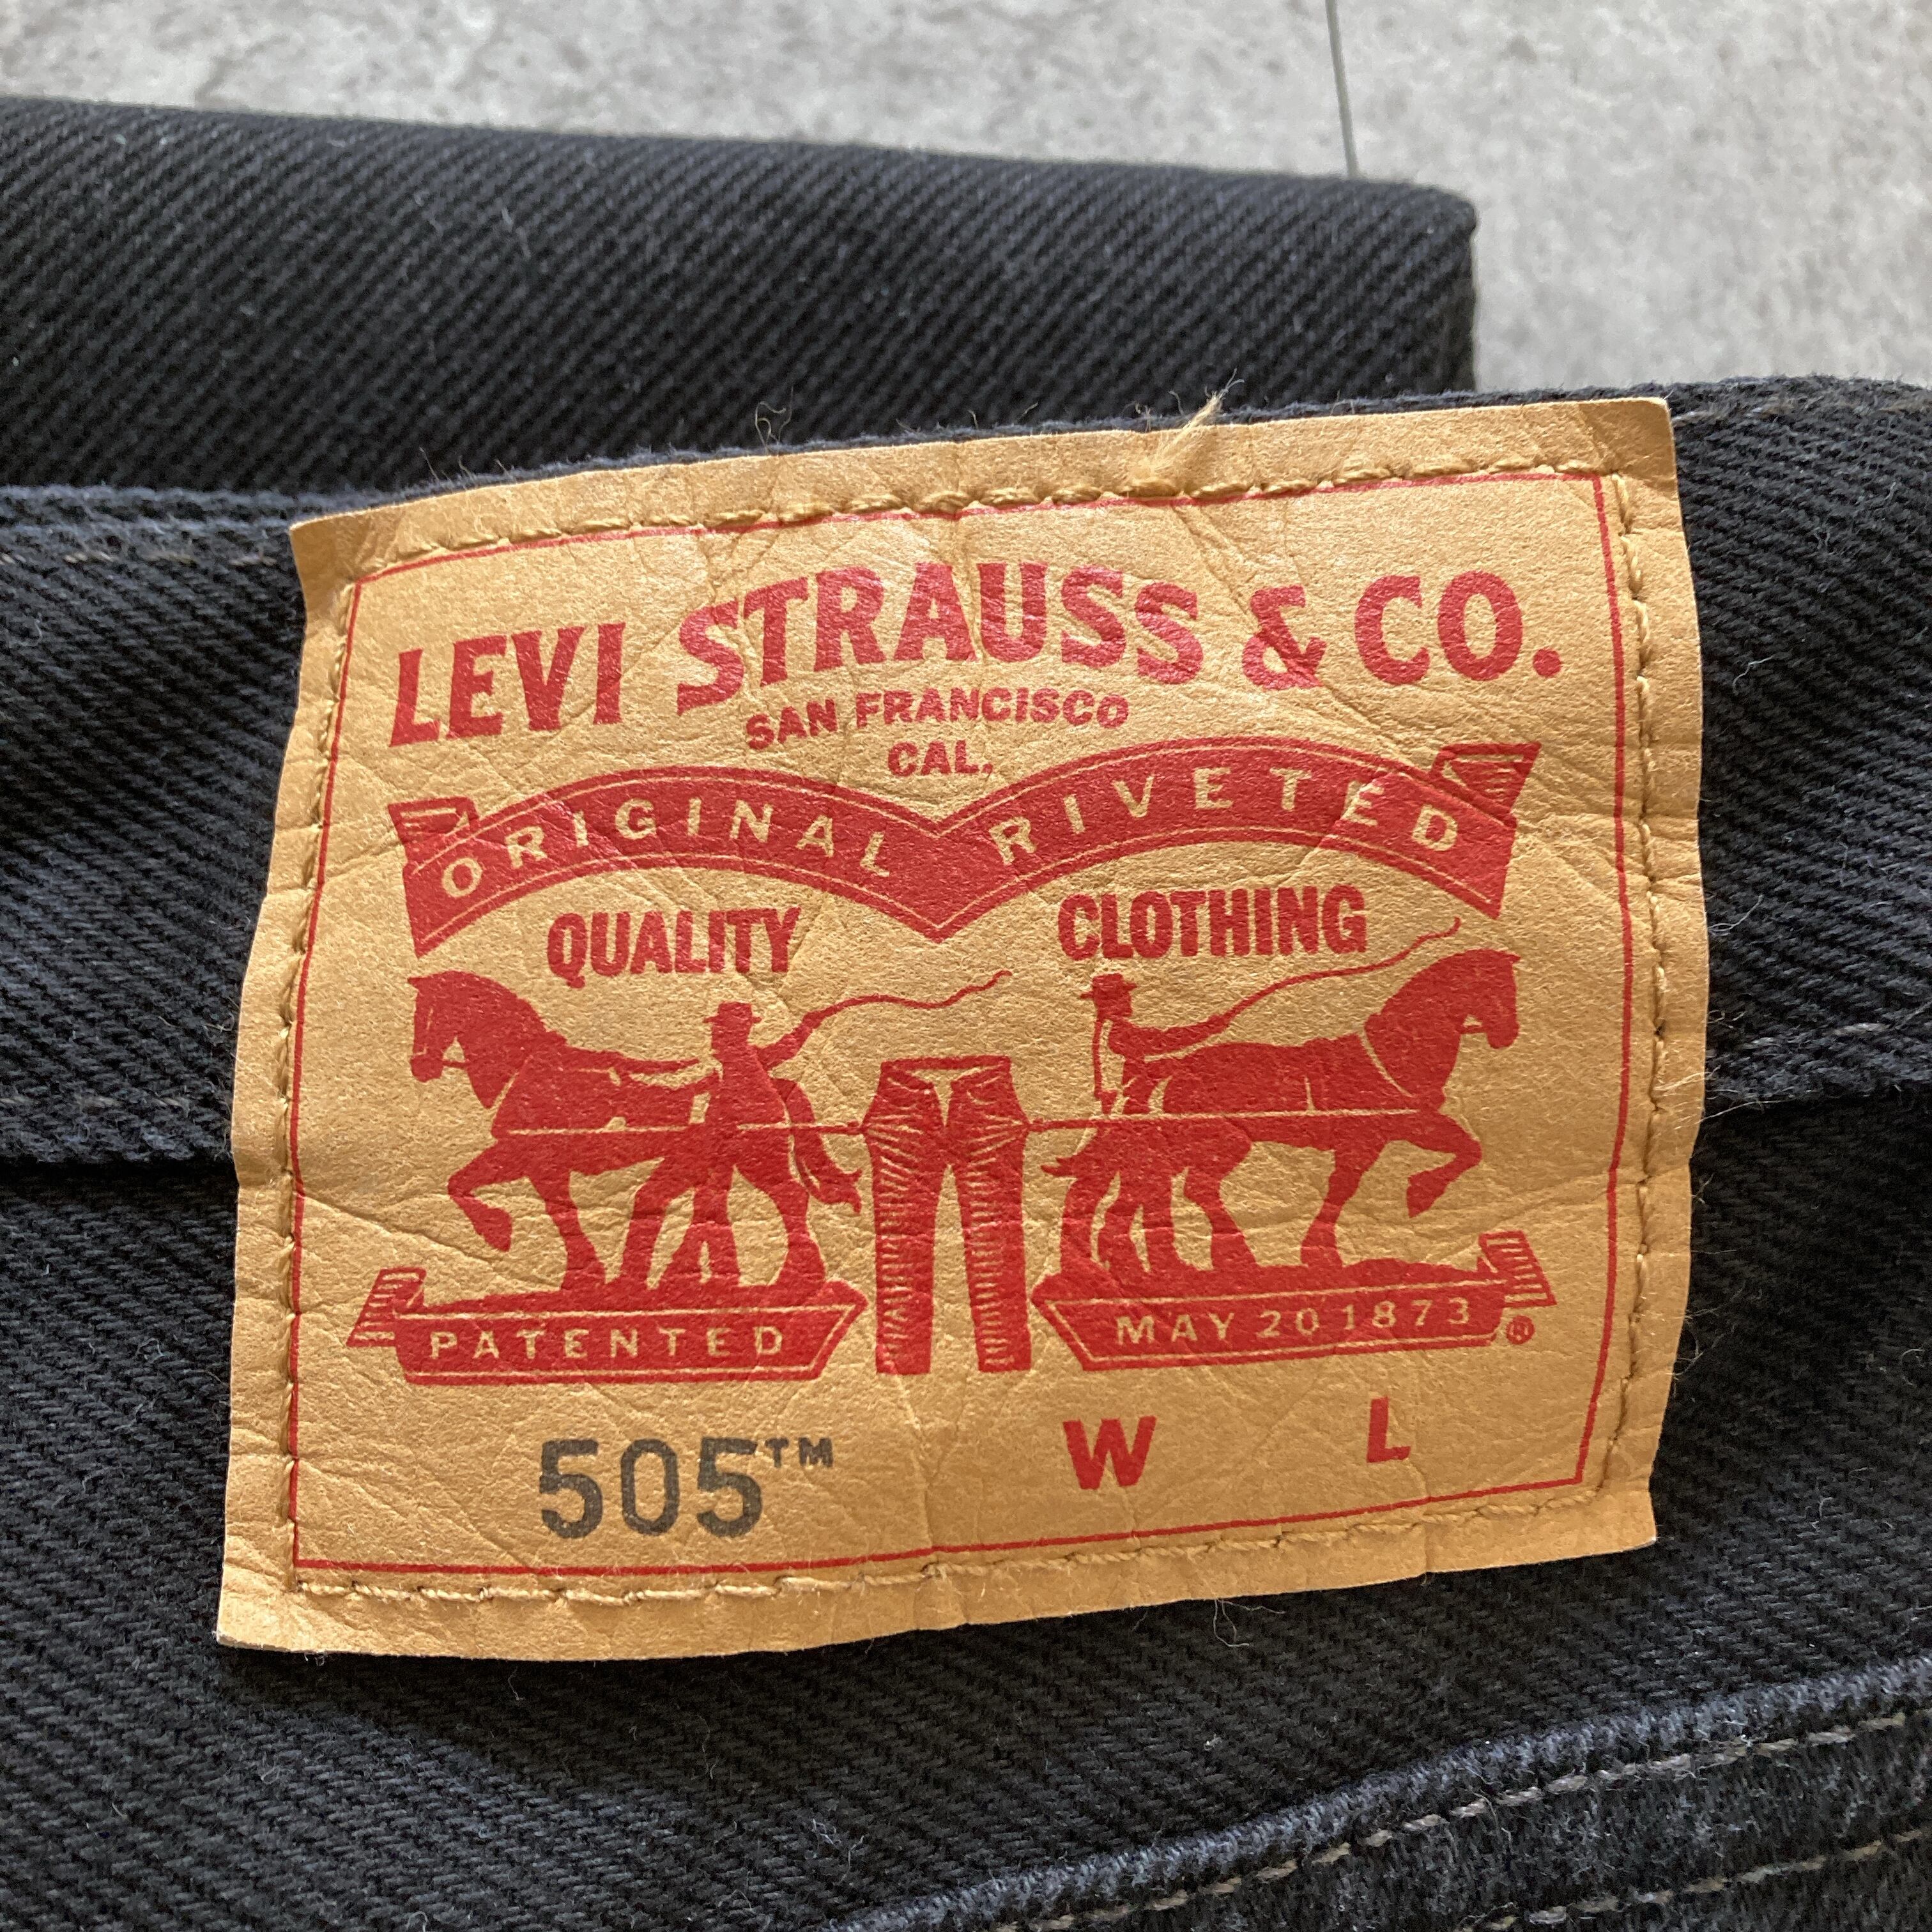 LEVI STRAUSS & CO.
SAN FRANCISCO
CAL,
ORIGINAL RIVETED
QUALITY CLOTHING
PATENTED MAY 20 1873 ®
505™ W L